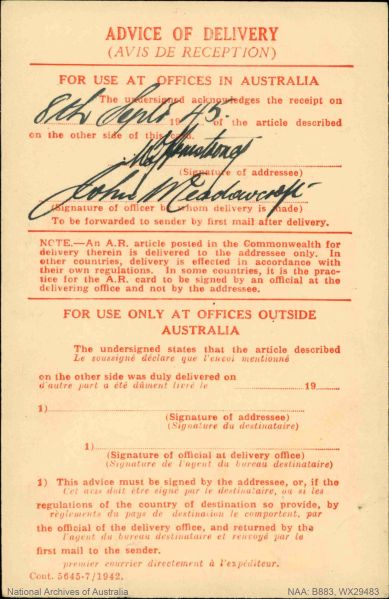 ADVICE OF DELIVERY
(AVIS DE RECEPTION)
FOR USE AT OFFICES IN AUSTRALIA
The undersigned acknowledges the receipt on
8th Sept 1945. of the article described
on the other side of this card.
Armstrong
(Signature of addressee)
John Meadowcroft
(Signature of officer by whom delivery is made)
To be forwarded to sender by first mail after delivery.
NOTE.—An A.R. article posted in the Commonwealth for
delivery therein is delivered to the addressee only. In
other countries, delivery is effected in accordance with
their own regulations. In some countries, it is the prac-
tice for the A.R. card to be signed by an official at the
delivering office and not by the addressee.
FOR USE ONLY AT OFFICES OUTSIDE
AUSTRALIA
The undersigned states that the article described
Le soussigné déclare que l'envoi mentionné
on the other side was duly delivered on
d'autre part a été dûment livré le 19
1)
(Signature of addressee)
(Signature du destinataire)
1)
(Signature of official at delivery office)
(Signature de l'agent du bureau destinataire)
1) This advice must be signed by the addressee, or, if the
Cet avis doit être signé par le destinataire, ou si les
regulations of the country of destination so provide, by
règlements du pays de destination le comportent, par
the official of the delivery office, and returned by the
l'agent du bureau destinataire et renvoyé par le
first mail to the sender.
premier courrier directement à l'expéditeur.
Cont. 5645-7/1942.
National Archives of Australia
NAA: B883, WX29483